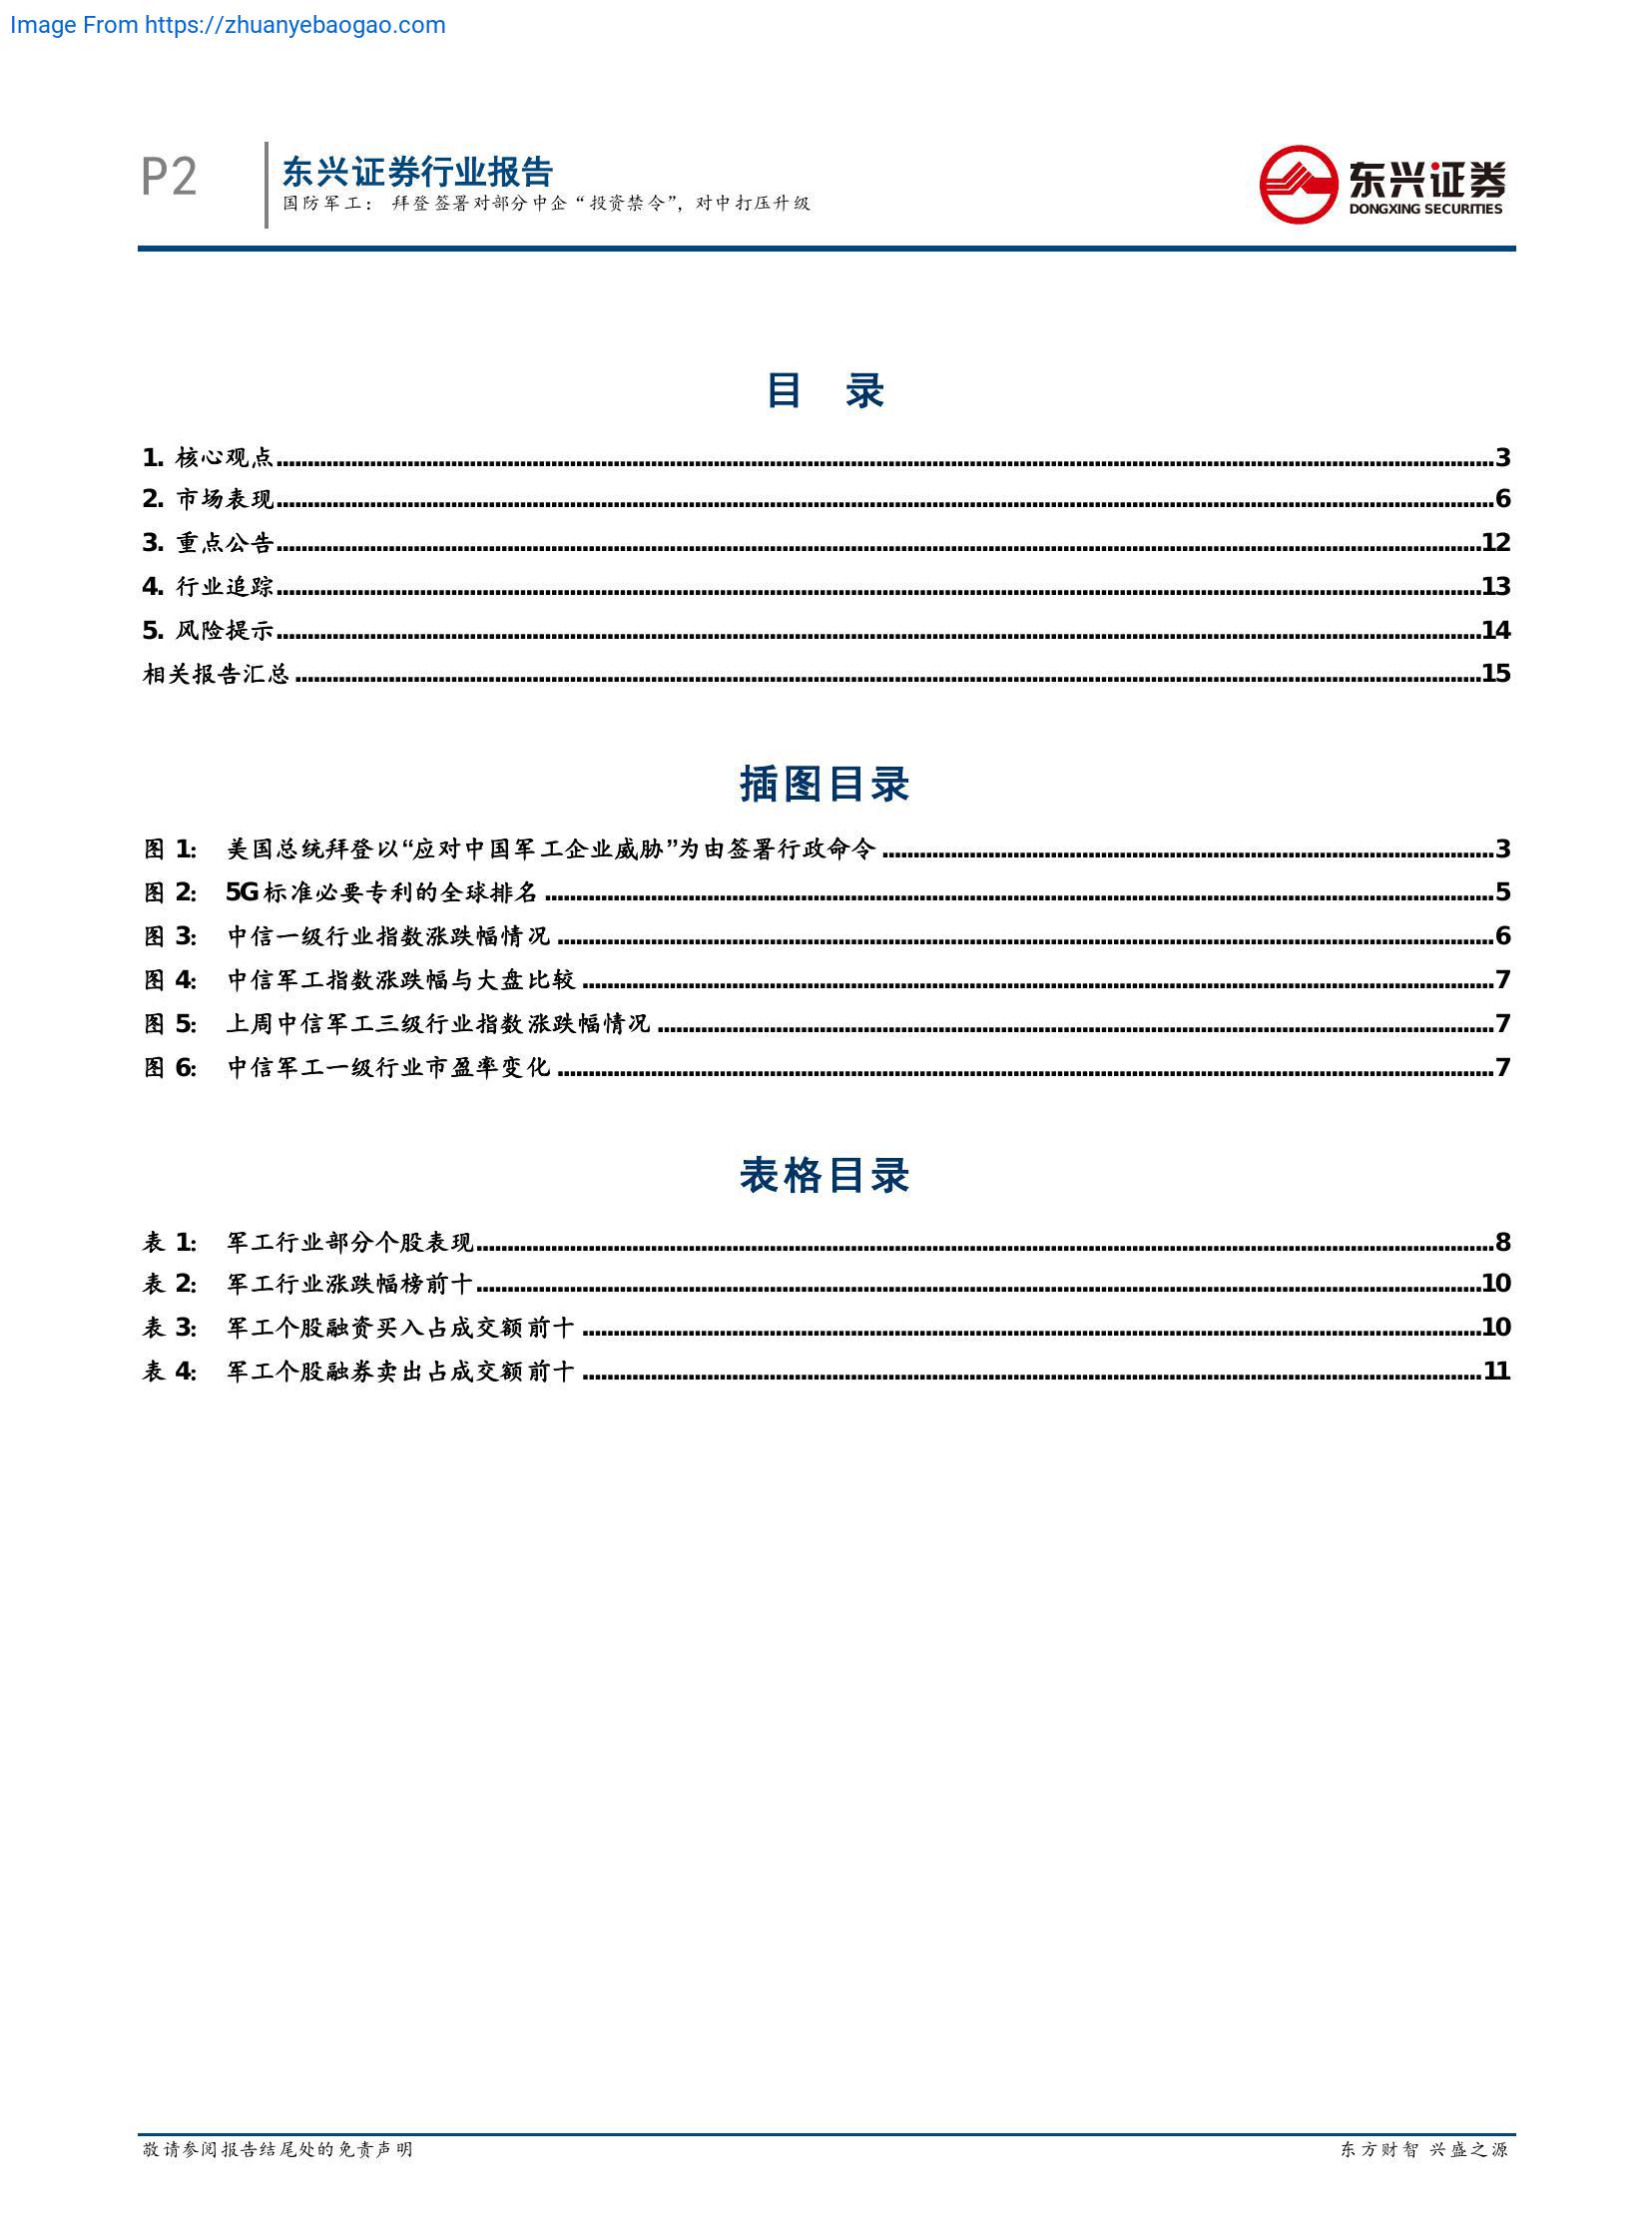 Image From https://zhuanyebaogao.com
P2
东兴证券行业报告
国防军工： 拜登签署对部分中企“投资禁令”，对中打压升级
东兴证券
DONGXING SECURITIES
目 录
1. 核心观点 3
2. 市场表现 6
3. 重点公告 12
4. 行业追踪 13
5. 风险提示 14
相关报告汇总 15
插图目录
图 1： 美国总统拜登以“应对中国军工企业威胁”为由签署行政命令 3
图 2： 5G 标准必要专利的全球排名 5
图 3： 中信一级行业指数涨跌幅情况 6
图 4： 中信军工指数涨跌幅与大盘比较 7
图 5： 上周中信军工三级行业指数涨跌幅情况 7
图 6： 中信军工一级行业市盈率变化 7
表格目录
表 1： 军工行业部分个股表现 8
表 2： 军工行业涨跌幅榜前十 10
表 3： 军工个股融资买入占成交额前十 10
表 4： 军工个股融券卖出占成交额前十 11
敬请参阅报告结尾处的免责声明
东方财智 兴盛之源